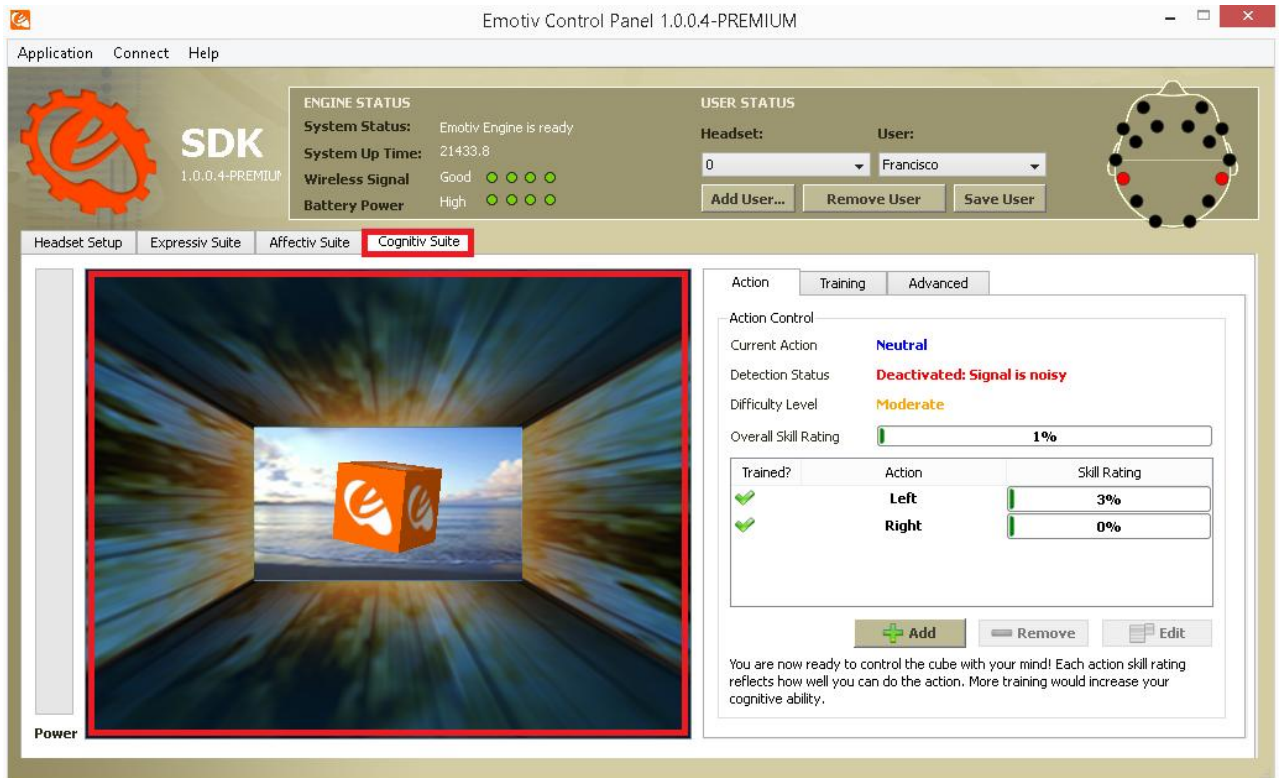 Emotiv Control Panel 1.0.0.4-PREMIUM
Application Connect Help
SDK
1.0.0.4-PREMIUM
ENGINE STATUS
System Status: Emotiv Engine is ready
System Up Time: 21433.8
Wireless Signal Good
Battery Power High
USER STATUS
Headset: User:
0 Francisco
Add User... Remove User Save User
Headset Setup Expressiv Suite Affectiv Suite Cognitiv Suite
Power
Action Training Advanced
Action Control
Current Action Neutral
Detection Status Deactivated: Signal is noisy
Difficulty Level Moderate
Overall Skill Rating 1%
Trained? Action Skill Rating
Left 3%
Right 0%
Add Remove Edit
You are now ready to control the cube with your mind! Each action skill rating
reflects how well you can do the action. More training would increase your
cognitive ability.